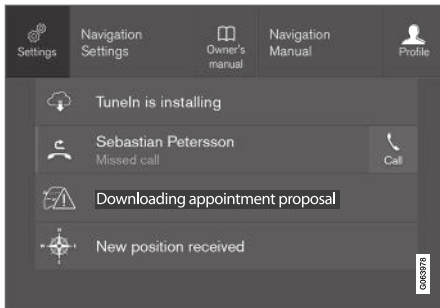 Settings
Navigation
Settings
Owner's
manual
Navigation
Manual
Profile
TuneIn is installing
Sebastian Petersson
Missed call
Call
Downloading appointment proposal
New position received
G063978